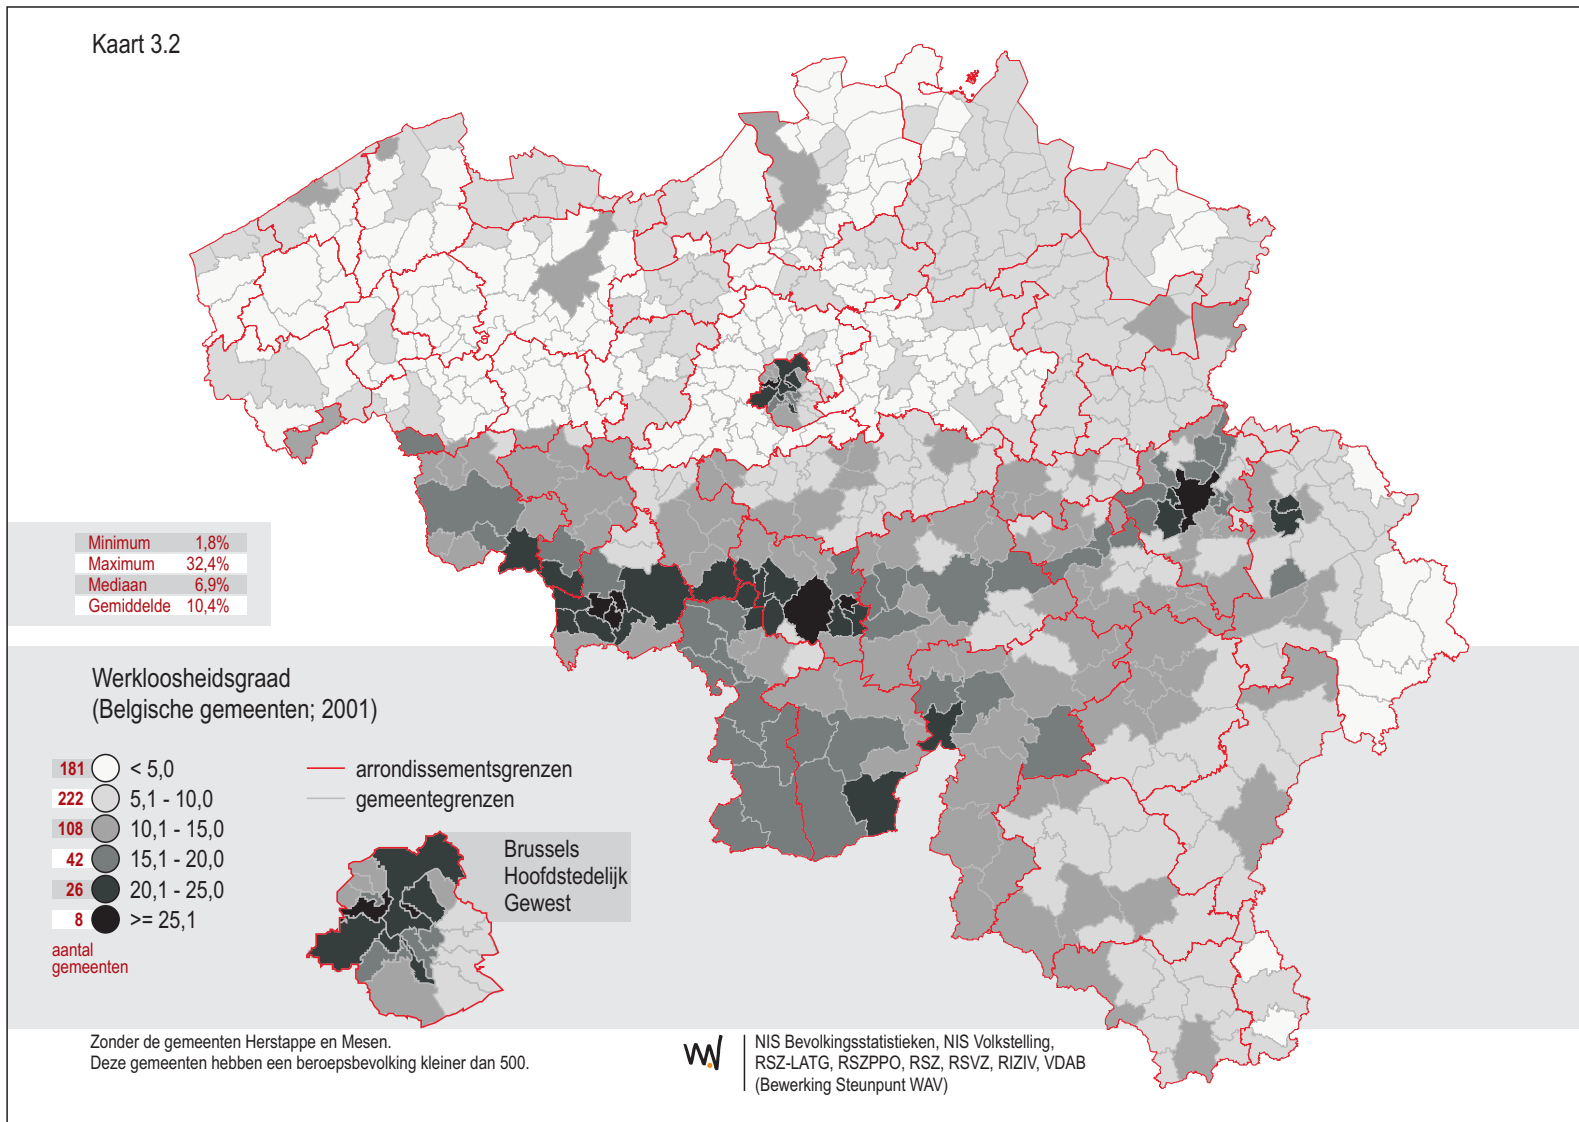 Kaart 3.2
Minimum 1,8%
Maximum 32,4%
Mediaan 6,9%
Gemiddelde 10,4%
Werkloosheidsgraad
(Belgische gemeenten; 2001)
181 < 5,0
222 5,1 - 10,0
108 10,1 - 15,0
42 15,1 - 20,0
26 20,1 - 25,0
8 >= 25,1
aantal
gemeenten
arrondissementsgrenzen
gemeentegrenzen
Brussels
Hoofdstedelijk
Gewest
Zonder de gemeenten Herstappe en Mesen.
Deze gemeenten hebben een beroepsbevolking kleiner dan 500.
NIS Bevolkingsstatistieken, NIS Volkstelling,
RSZ-LATG, RSZPPO, RSZ, RSVZ, RIZIV, VDAB
(Bewerking Steunpunt WAV)